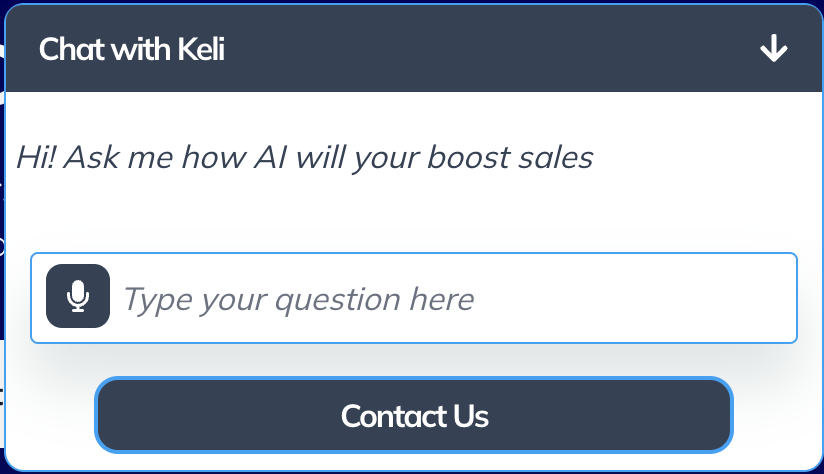 Chat with Keli
Hi! Ask me how AI will your boost sales
Type your question here
Contact Us